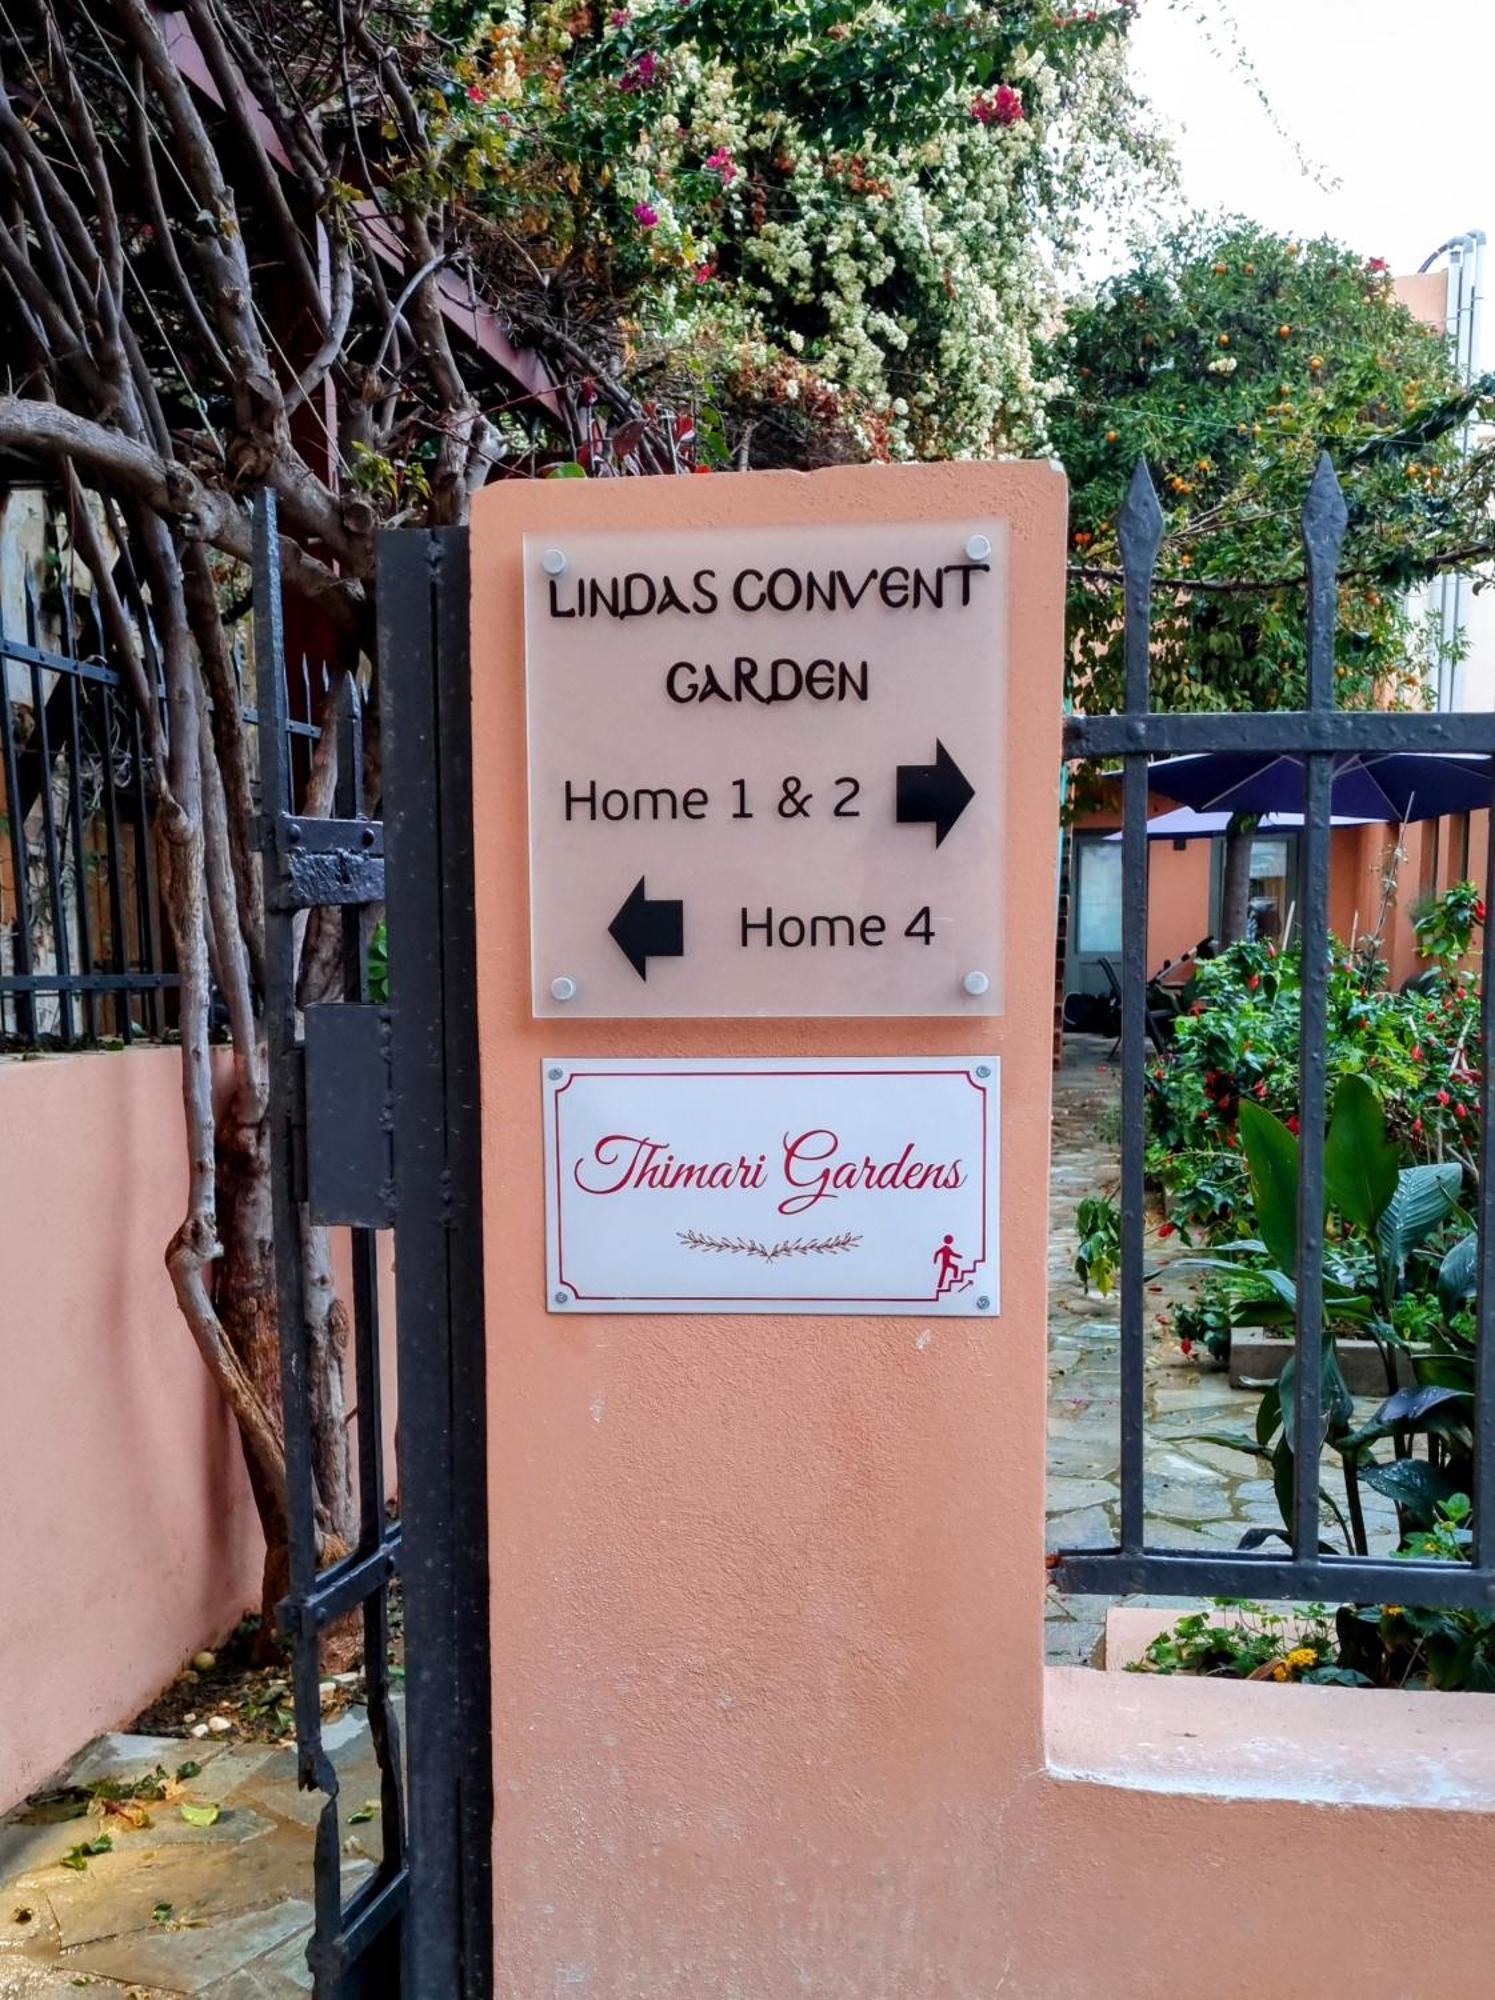 LINDAS CONVENT
GARDEN
Home 1 & 2
Home 4
Thimari Gardens